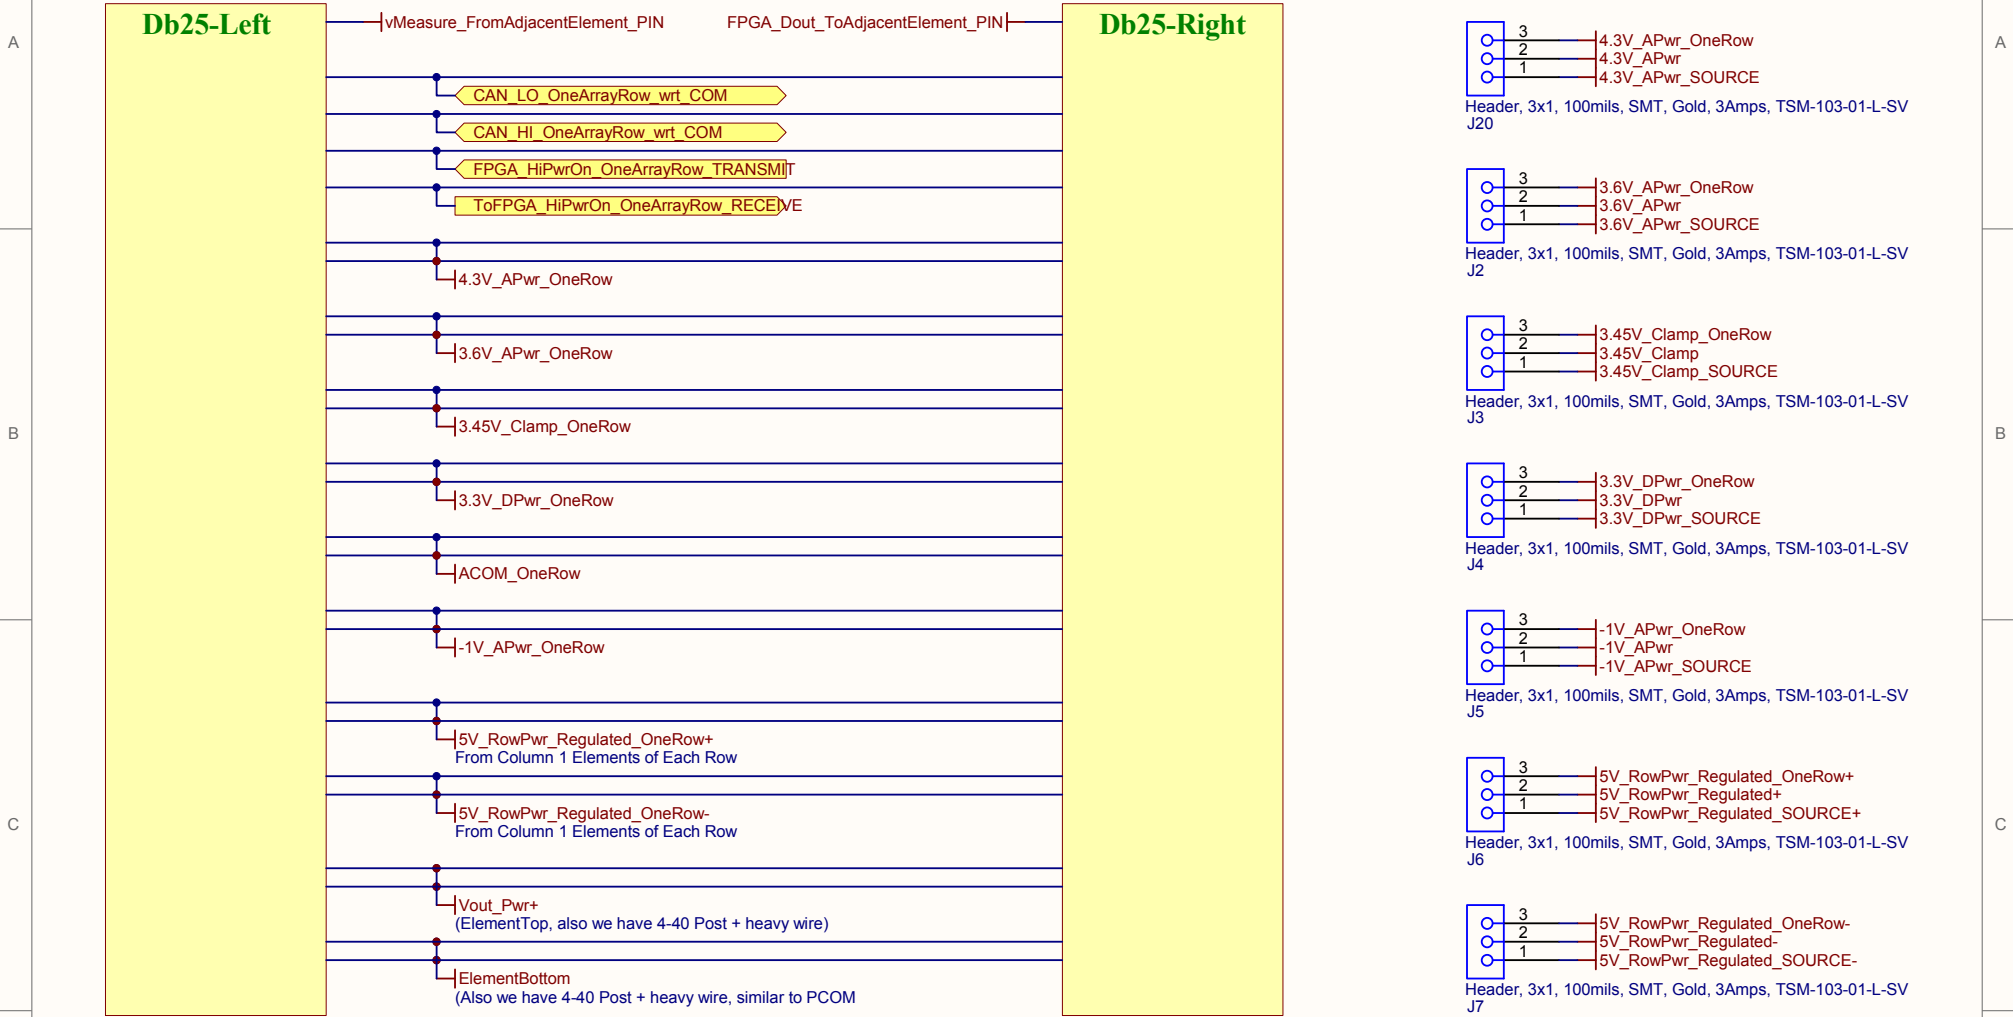 A
Db25-Left
vMeasure_FromAdjacentElement_PIN
FPGA_Dout_ToAdjacentElement_PIN
Db25-Right
CAN_LO_OneArrayRow_wrt_COM
CAN_HI_OneArrayRow_wrt_COM
FPGA_HiPwrOn_OneArrayRow_TRANSMIT
ToFPGA_HiPwrOn_OneArrayRow_RECEIVE
4.3V_APwr_OneRow
B
3.6V_APwr_OneRow
3.45V_Clamp_OneRow
3.3V_DPwr_OneRow
ACOM_OneRow
-1V_APwr_OneRow
C
5V_RowPwr_Regulated_OneRow+
From Column 1 Elements of Each Row
5V_RowPwr_Regulated_OneRow-
From Column 1 Elements of Each Row
Vout_Pwr+
(ElementTop, also we have 4-40 Post + heavy wire)
ElementBottom
(Also we have 4-40 Post + heavy wire, similar to PCOM
3 4.3V_APwr_OneRow
2 4.3V_APwr
1 4.3V_APwr_SOURCE
Header, 3x1, 100mils, SMT, Gold, 3Amps, TSM-103-01-L-SV
J20
3 3.6V_APwr_OneRow
2 3.6V_APwr
1 3.6V_APwr_SOURCE
Header, 3x1, 100mils, SMT, Gold, 3Amps, TSM-103-01-L-SV
J2
3 3.45V_Clamp_OneRow
2 3.45V_Clamp
1 3.45V_Clamp_SOURCE
Header, 3x1, 100mils, SMT, Gold, 3Amps, TSM-103-01-L-SV
J3
3 3.3V_DPwr_OneRow
2 3.3V_DPwr
1 3.3V_DPwr_SOURCE
Header, 3x1, 100mils, SMT, Gold, 3Amps, TSM-103-01-L-SV
J4
3 -1V_APwr_OneRow
2 -1V_APwr
1 -1V_APwr_SOURCE
Header, 3x1, 100mils, SMT, Gold, 3Amps, TSM-103-01-L-SV
J5
3 5V_RowPwr_Regulated_OneRow+
2 5V_RowPwr_Regulated+
1 5V_RowPwr_Regulated_SOURCE+
Header, 3x1, 100mils, SMT, Gold, 3Amps, TSM-103-01-L-SV
J6
3 5V_RowPwr_Regulated_OneRow-
2 5V_RowPwr_Regulated-
1 5V_RowPwr_Regulated_SOURCE-
Header, 3x1, 100mils, SMT, Gold, 3Amps, TSM-103-01-L-SV
J7
A
B
C